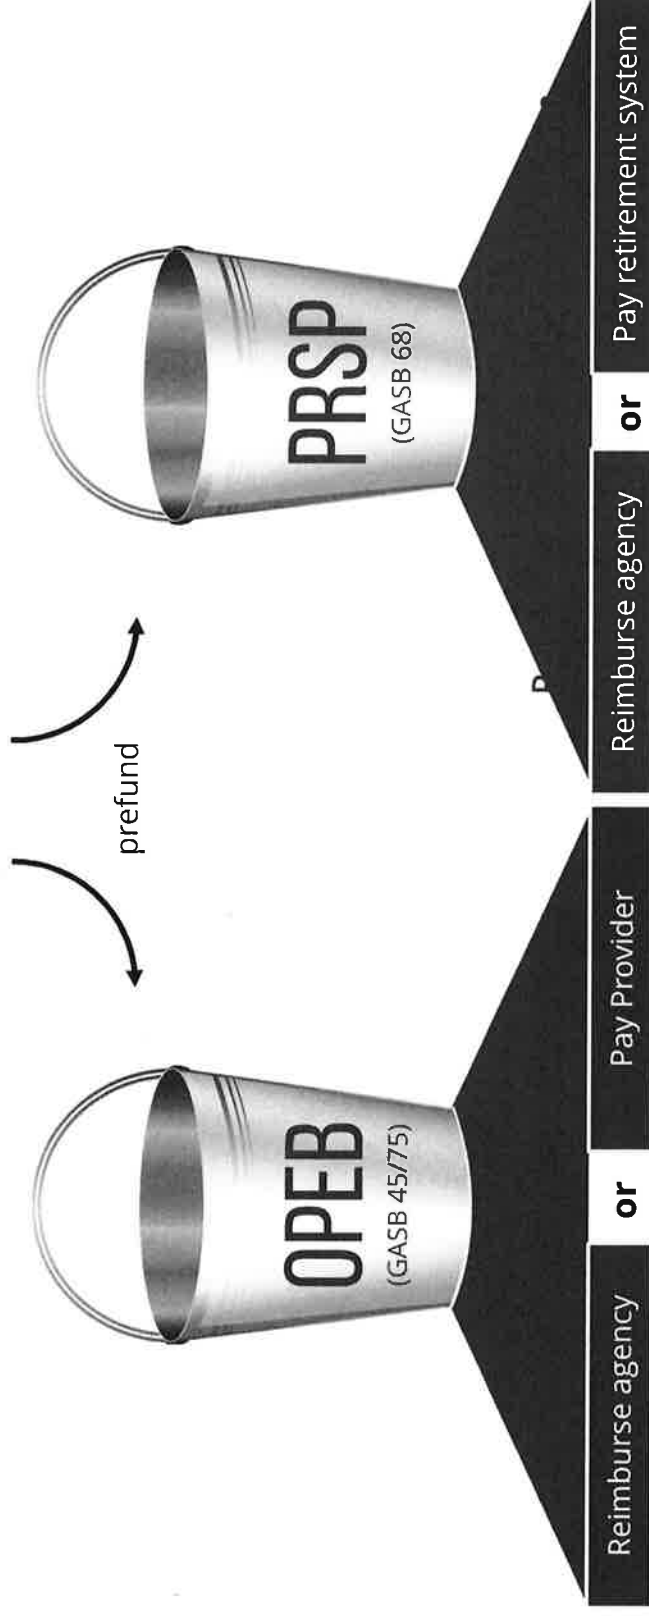 prefund
OPEB
(GASB 45/75)
PRSP
(GASB 68)
Reimburse agency or Pay Provider
Reimburse agency or Pay retirement system